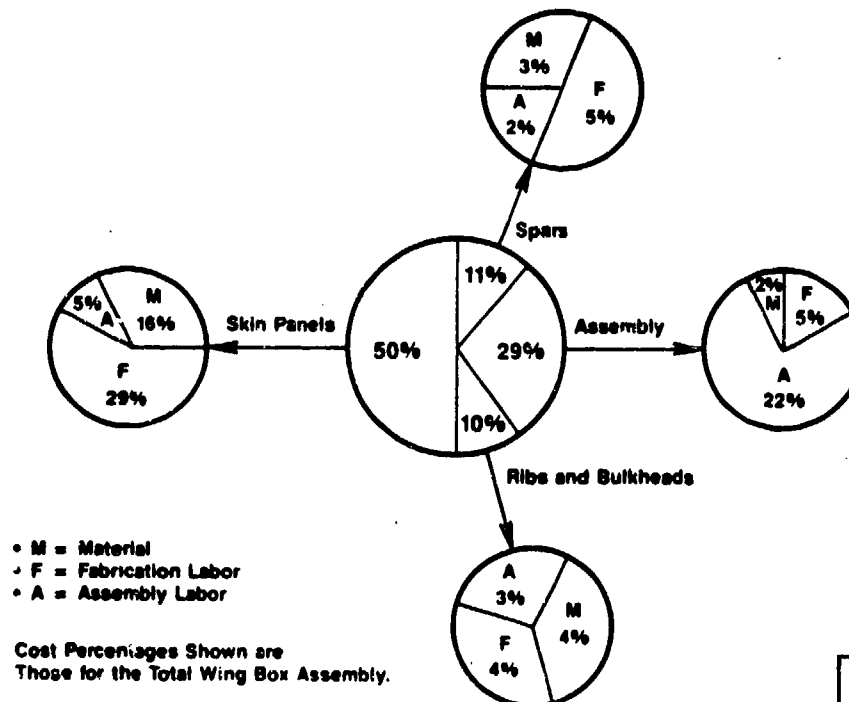 M
3%
F
5%
A
2%
Spars
11%
50%
29%
10%
Skin Panels
5%
A
M
16%
F
29%
Assembly
2%
M
F
5%
A
22%
Ribs and Bulkheads
A
3%
M
4%
F
4%
• M = Material
• F = Fabrication Labor
• A = Assembly Labor
Cost Percentages Shown are
Those for the Total Wing Box Assembly.